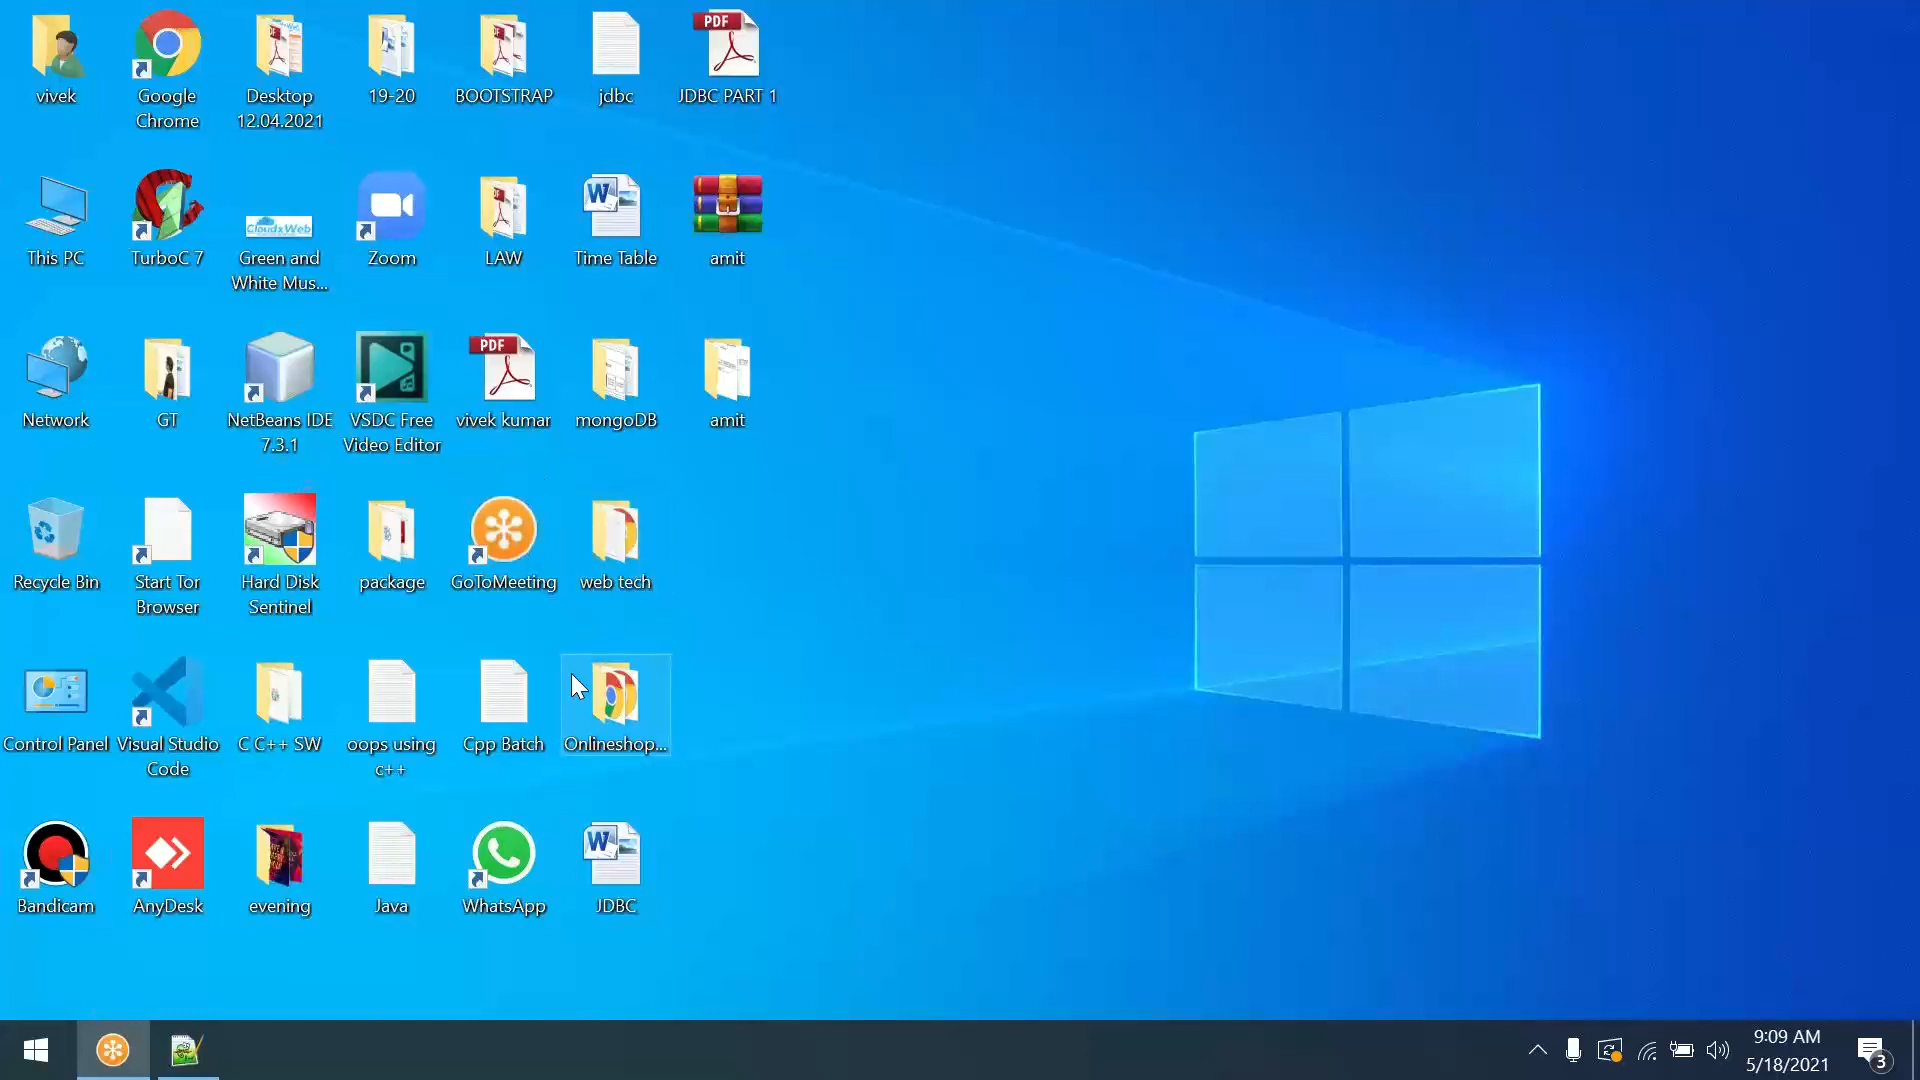 vivek
Google
Chrome
Desktop
12.04.2021
19-20
BOOTSTRAP
jdbc
PDF
JDBC PART 1
This PC
TurboC 7
CloudxWeb
Green and
White Mus...
Zoom
LAW
W
Time Table
amit
Network
GT
NetBeans IDE
7.3.1
VSDC Free
Video Editor
PDF
vivek kumar
mongoDB
amit
Recycle Bin
Start Tor
Browser
Hard Disk
Sentinel
package
GoToMeeting
web tech
Control Panel
Visual Studio
Code
C C++ SW
oops using
c++
Cpp Batch
Onlineshop...
Bandicam
AnyDesk
evening
Java
WhatsApp
W
JDBC
9:09 AM
5/18/2021
3